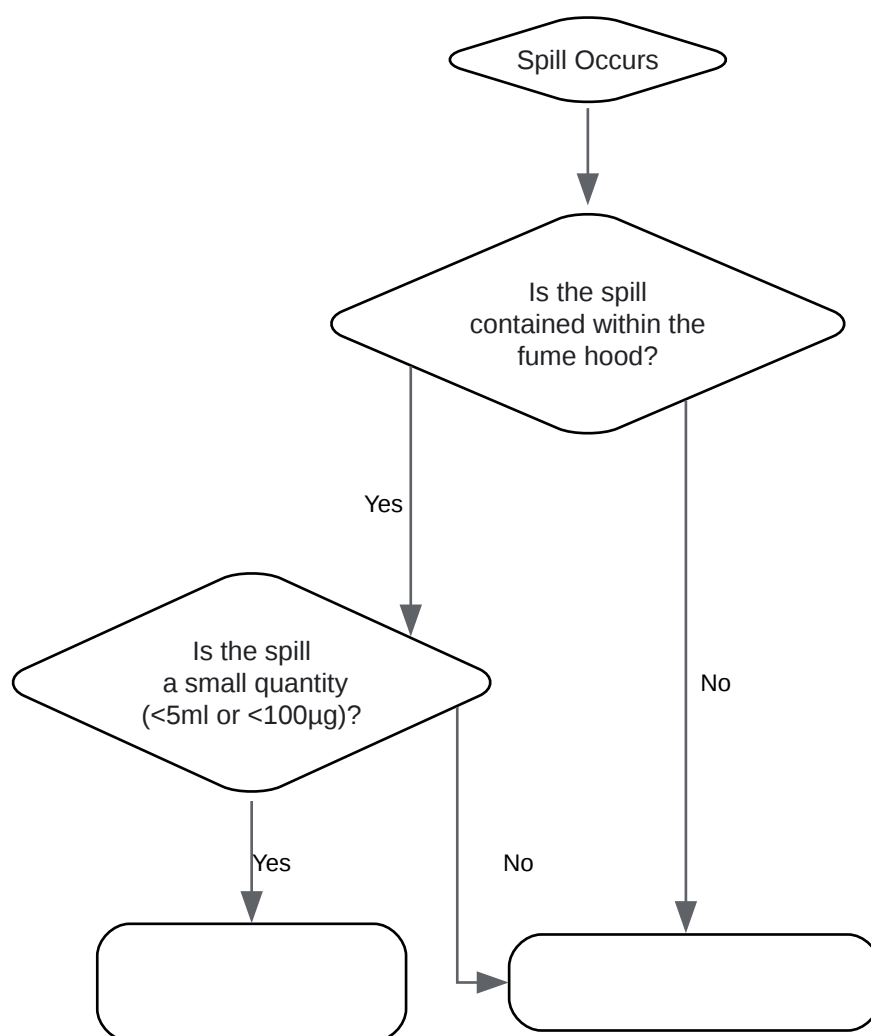 Spill Occurs
Is the spill
contained within the
fume hood?
Yes
Is the spill
a small quantity
(<5ml or <100µg)?
No
Yes
No